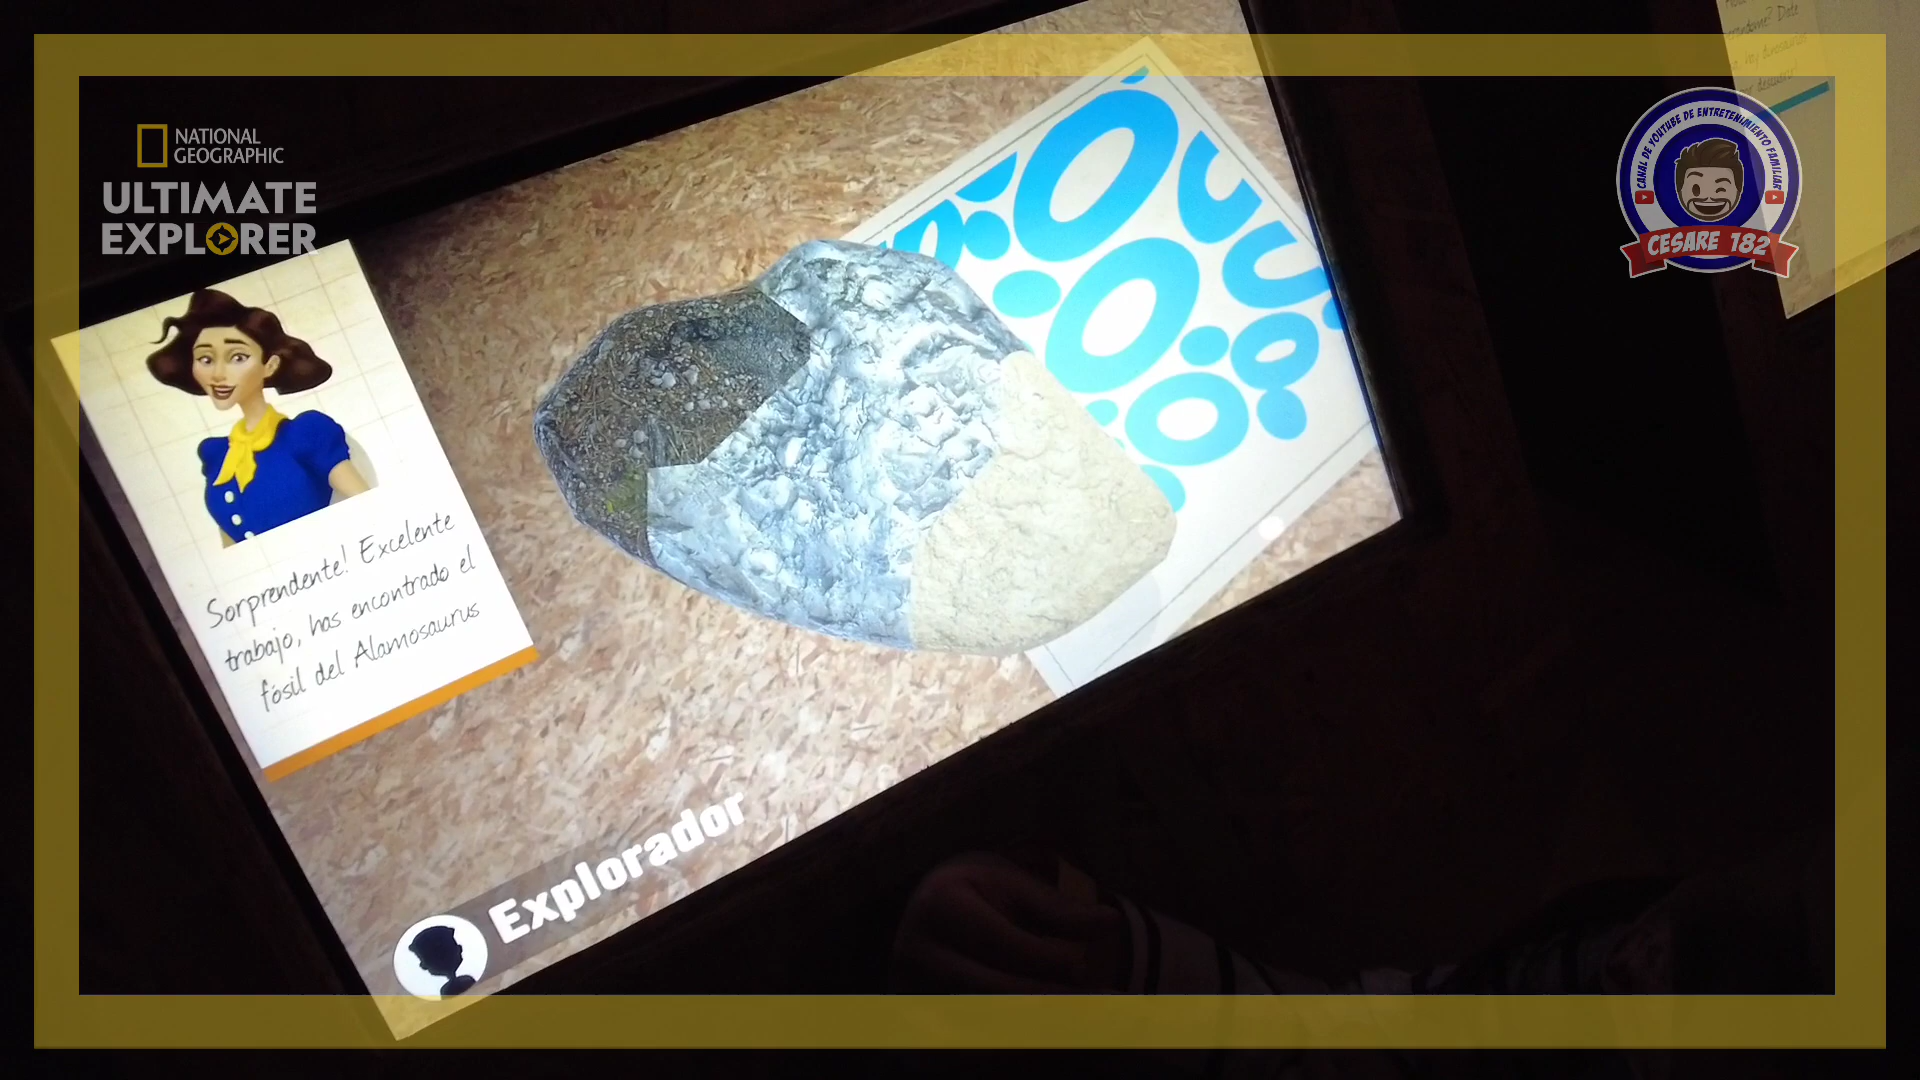 NATIONAL
GEOGRAPHIC
ULTIMATE
EXPLORER
Sorprendente! Excelente
trabajo, has encontrado el
fósil del Alamosaurus
Explorador
CANAL DE YOUTUBE DE ENTRETENIMIENTO FAMILIAR
CESARE 182
Date